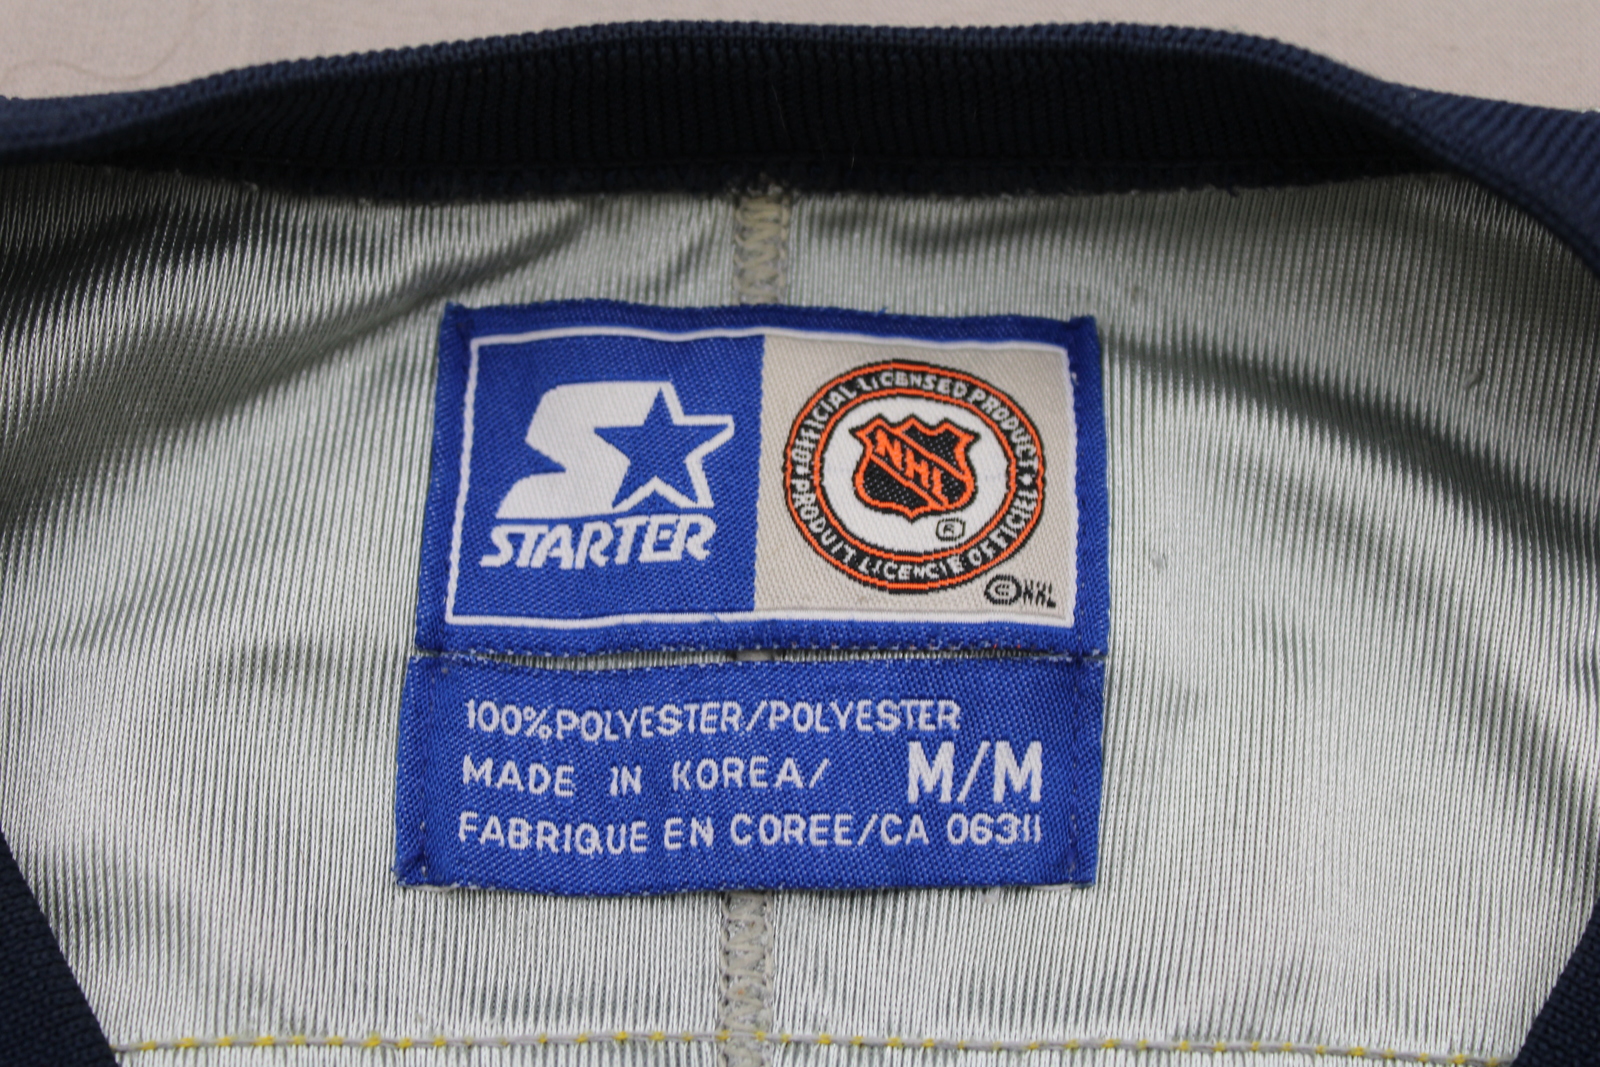 STARTER
OFFICIAL LICENSED PRODUCT
NHL
®
PRODUIT LICENCIE OFFICIEL
© NHL
100% POLYESTER/POLYESTER
MADE IN KOREA/ M/M
FABRIQUE EN COREE/CA 06311